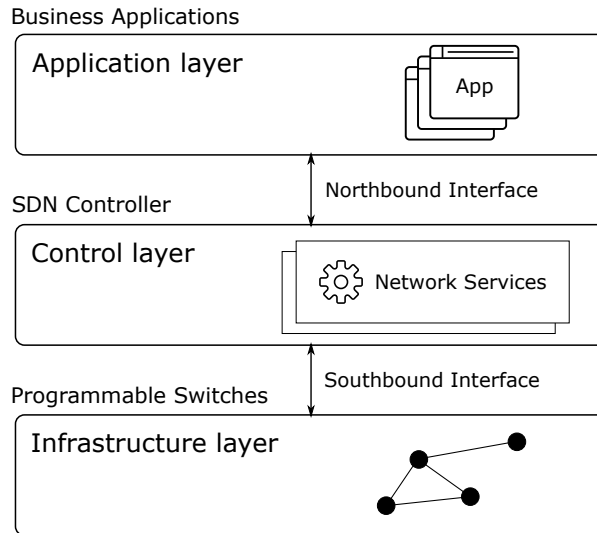 Business Applications
Application layer
App
Northbound Interface
SDN Controller
Control layer
Network Services
Southbound Interface
Programmable Switches
Infrastructure layer